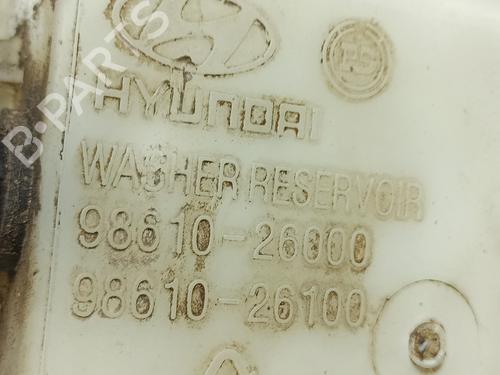 B-PARTS
HYUNDAI
WASHER RESERVOIR
98610-26000
98610-26100